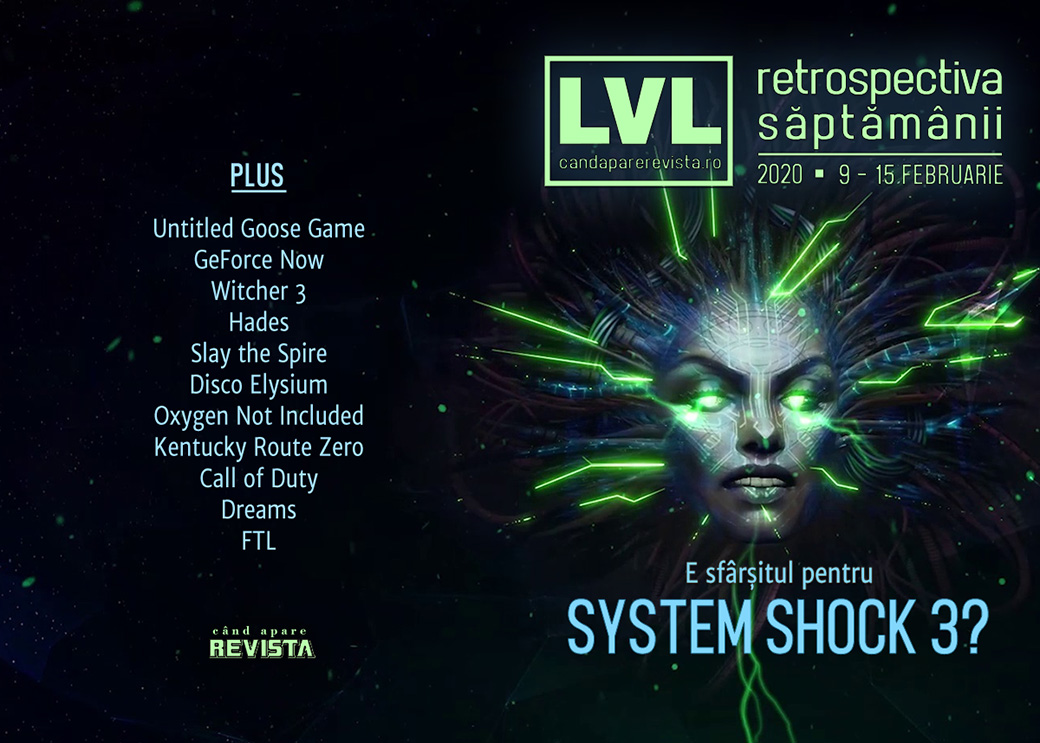 LVL
candaparerevista.ro
retrospectiva
săptămânii
2020 ▪ 9 - 15.FEBRUARIE
PLUS
Untitled Goose Game
GeForce Now
Witcher 3
Hades
Slay the Spire
Disco Elysium
Oxygen Not Included
Kentucky Route Zero
Call of Duty
Dreams
FTL
când apare
REVISTA
E sfârșitul pentru
SYSTEM SHOCK 3?